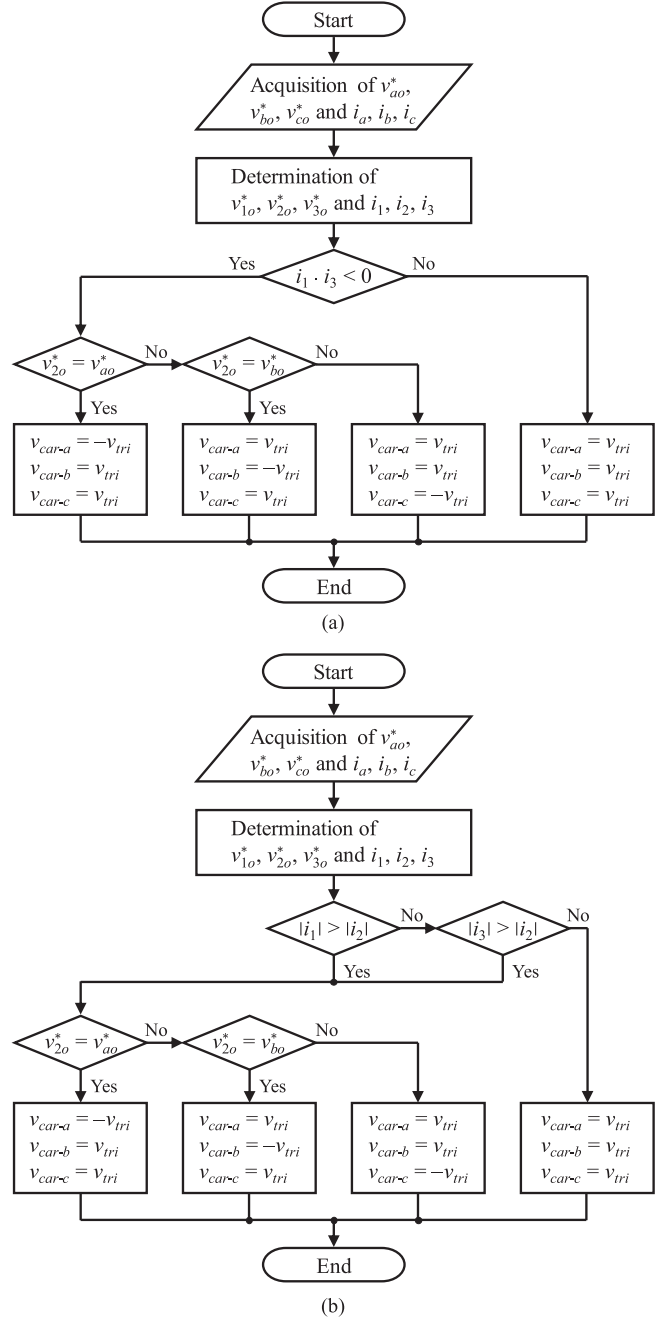 Start
Acquisition of v*ao,
v*bo, v*co and ia, ib, ic
Determination of
v*1o, v*2o, v*3o and i1, i2, i3
Yes
i1 · i3 < 0
No
v*2o = v*ao
No
v*2o = v*bo
No
Yes
Yes
vcar-a = −vtri
vcar-b = vtri
vcar-c = vtri
vcar-a = vtri
vcar-b = −vtri
vcar-c = vtri
vcar-a = vtri
vcar-b = vtri
vcar-c = −vtri
vcar-a = vtri
vcar-b = vtri
vcar-c = vtri
End
(a)
Start
Acquisition of v*ao,
v*bo, v*co and ia, ib, ic
Determination of
v*1o, v*2o, v*3o and i1, i2, i3
|i1| > |i2|
No
|i3| > |i2|
No
Yes
Yes
v*2o = v*ao
No
v*2o = v*bo
No
Yes
Yes
vcar-a = −vtri
vcar-b = vtri
vcar-c = vtri
vcar-a = vtri
vcar-b = −vtri
vcar-c = vtri
vcar-a = vtri
vcar-b = vtri
vcar-c = −vtri
vcar-a = vtri
vcar-b = vtri
vcar-c = vtri
End
(b)